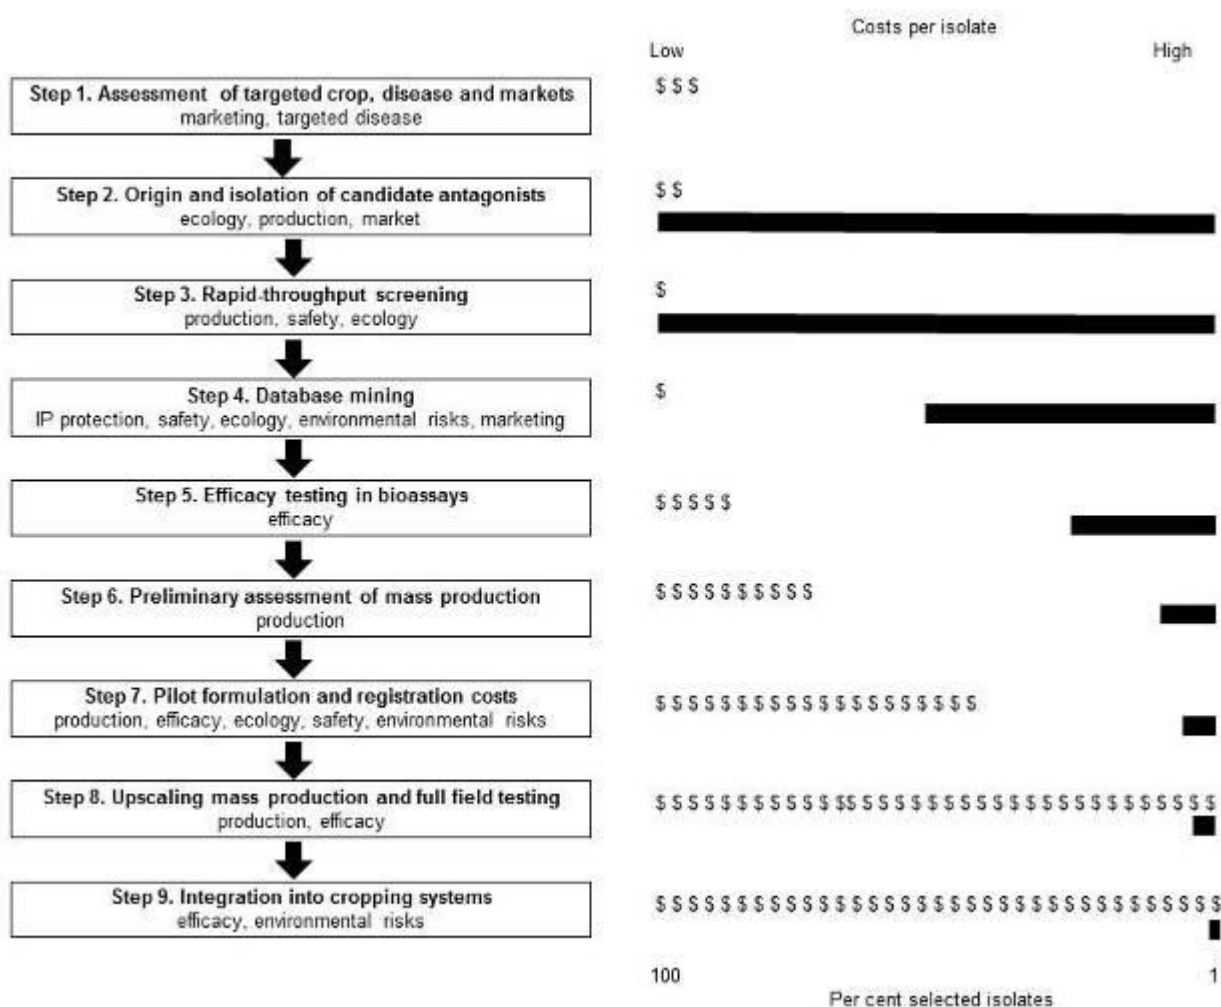 Costs per isolate
Low High
Step 1. Assessment of targeted crop, disease and markets
marketing, targeted disease
$ $ $
Step 2. Origin and isolation of candidate antagonists
ecology, production, market
$ $
Step 3. Rapid-throughput screening
production, safety, ecology
$
Step 4. Database mining
IP protection, safety, ecology, environmental risks, marketing
$
Step 5. Efficacy testing in bioassays
efficacy
$ $ $ $ $
Step 6. Preliminary assessment of mass production
production
$ $ $ $ $ $ $ $ $ $
Step 7. Pilot formulation and registration costs
production, efficacy, ecology, safety, environmental risks
$ $ $ $ $ $ $ $ $ $ $ $ $ $ $ $ $ $ $ $
Step 8. Upscaling mass production and full field testing
production, efficacy
$ $ $ $ $ $ $ $ $ $ $ $$ $ $ $ $ $ $ $ $ $ $ $ $ $ $ $ $ $ $ $ $ $ $
Step 9. Integration into cropping systems
efficacy, environmental risks
$ $ $ $ $ $ $ $ $ $ $ $ $ $ $ $ $ $ $ $ $ $ $ $ $ $ $ $ $ $ $ $ $ $ $
100 1
Per cent selected isolates